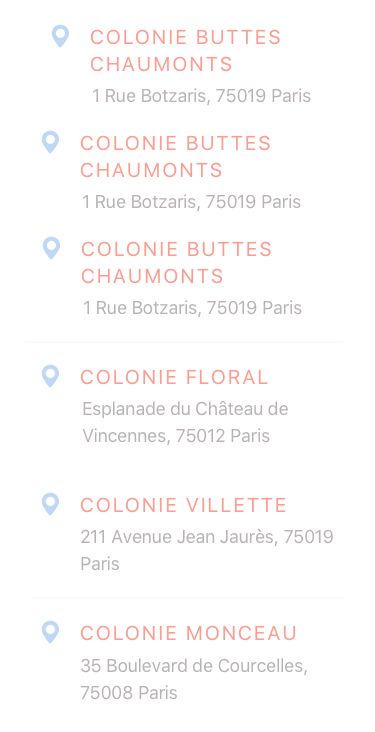 COLONIE BUTTES
CHAUMONTS
1 Rue Botzaris, 75019 Paris
COLONIE BUTTES
CHAUMONTS
1 Rue Botzaris, 75019 Paris
COLONIE BUTTES
CHAUMONTS
1 Rue Botzaris, 75019 Paris
COLONIE FLORAL
Esplanade du Château de
Vincennes, 75012 Paris
COLONIE VILLETTE
211 Avenue Jean Jaurès, 75019
Paris
COLONIE MONCEAU
35 Boulevard de Courcelles,
75008 Paris